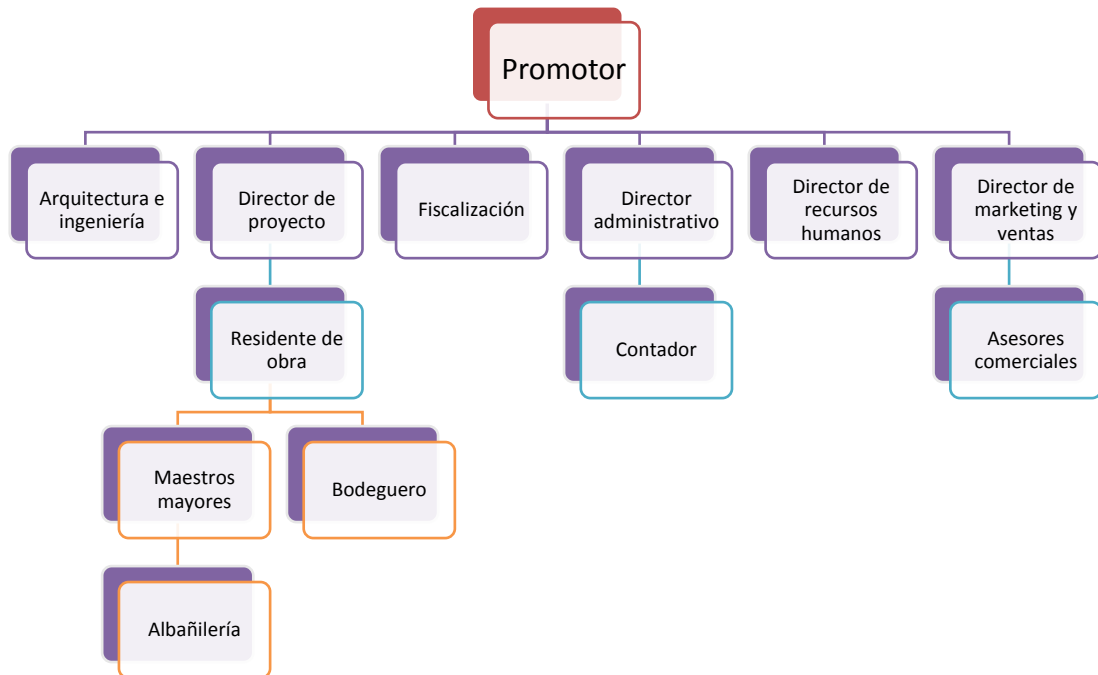 Promotor
Arquitectura e
ingeniería
Director de
proyecto
Fiscalización
Director
administrativo
Director de
recursos
humanos
Director de
marketing y
ventas
Residente de
obra
Contador
Asesores
comerciales
Maestros
mayores
Bodeguero
Albañilería